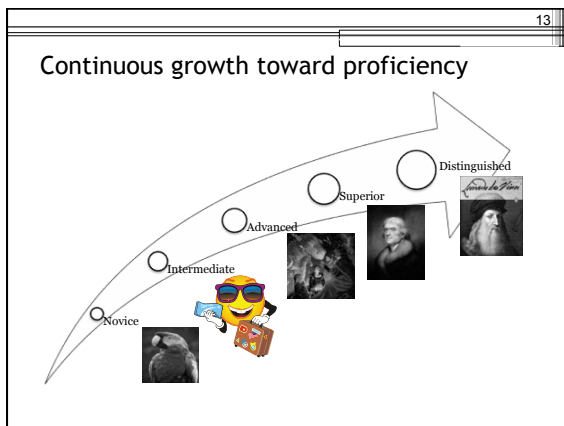 13
Continuous growth toward proficiency
Distinguished
Superior
Advanced
Intermediate
Novice